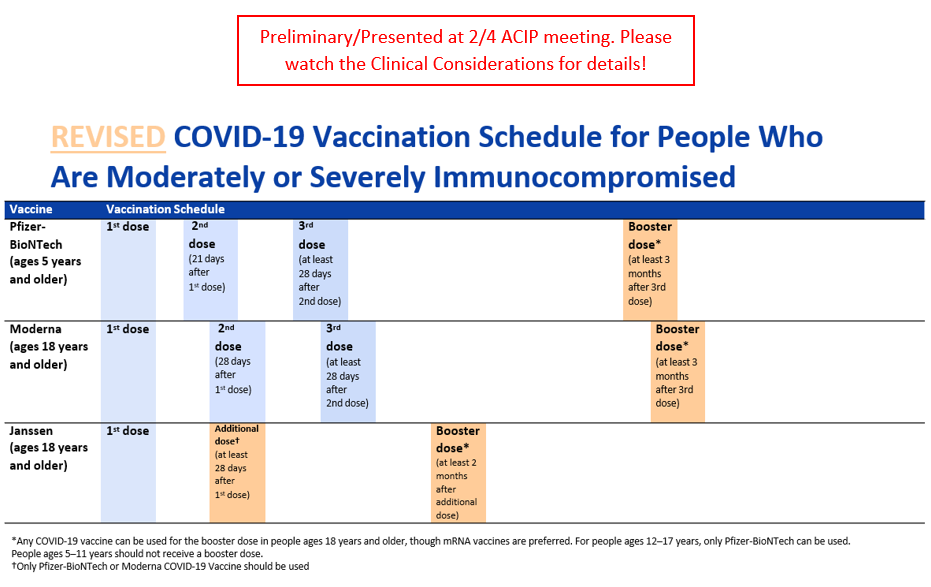 Preliminary/Presented at 2/4 ACIP meeting. Please
watch the Clinical Considerations for details!
REVISED COVID-19 Vaccination Schedule for People Who
Are Moderately or Severely Immunocompromised
Vaccine Vaccination Schedule
Pfizer-
BioNTech
(ages 5 years
and older)
1st dose
2nd
dose
(21 days
after
1st dose)
3rd
dose
(at least
28 days
after
2nd dose)
Booster
dose*
(at least 3
months
after 3rd
dose)
Moderna
(ages 18 years
and older)
1st dose
2nd
dose
(28 days
after
1st dose)
3rd
dose
(at least
28 days
after
2nd dose)
Booster
dose*
(at least 3
months
after 3rd
dose)
Janssen
(ages 18 years
and older)
1st dose
Additional
dose†
(at least
28 days
after
1st dose)
Booster
dose*
(at least 2
months
after
additional
dose)
*Any COVID-19 vaccine can be used for the booster dose in people ages 18 years and older, though mRNA vaccines are preferred. For people ages 12–17 years, only Pfizer-BioNTech can be used.
People ages 5–11 years should not receive a booster dose.
†Only Pfizer-BioNTech or Moderna COVID-19 Vaccine should be used